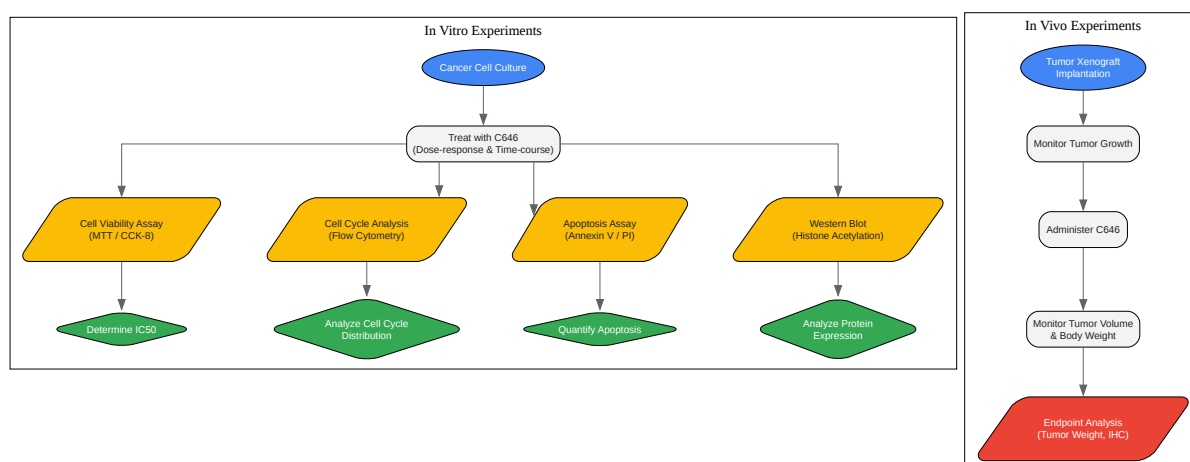 In Vitro Experiments
Cancer Cell Culture
Treat with C646
(Dose-response & Time-course)
Cell Viability Assay
(MTT / CCK-8)
Cell Cycle Analysis
(Flow Cytometry)
Apoptosis Assay
(Annexin V / PI)
Western Blot
(Histone Acetylation)
Determine IC50
Analyze Cell Cycle
Distribution
Quantify Apoptosis
Analyze Protein
Expression
In Vivo Experiments
Tumor Xenograft
Implantation
Monitor Tumor Growth
Administer C646
Monitor Tumor Volume
& Body Weight
Endpoint Analysis
(Tumor Weight, IHC)